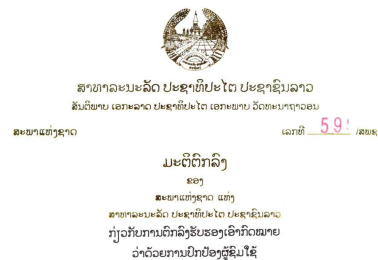 ສາທາລະນະລັດ ປະຊາທິປະໄຕ ປະຊາຊົນລາວ
ສັນຕິພາບ ເອກະລາດ ປະຊາທິປະໄຕ ເອກະພາບ ວັດທະນາຖາວອນ
ສະພາແຫ່ງຊາດ ເລກທີ 59 /ສພຊ
ມະຕິຕົກລົງ
ຂອງ
ສະພາແຫ່ງຊາດ ແຫ່ງ
ສາທາລະນະລັດ ປະຊາທິປະໄຕ ປະຊາຊົນລາວ
ກ່ຽວກັບການຕົກລົງຮັບຮອງເອົາກົດໝາຍ
ວ່າດ້ວຍການປົກປ້ອງຜູ້ຊົມໃຊ້